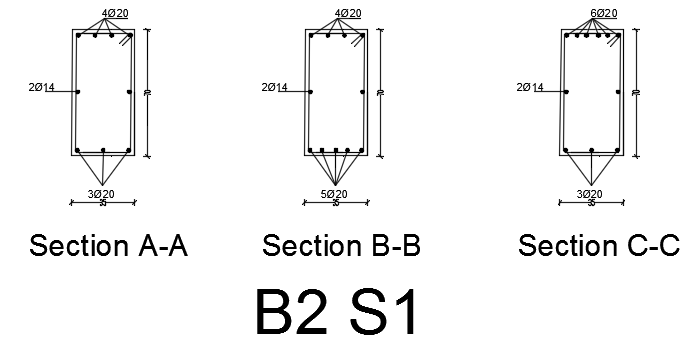 4Ø20 4Ø20 6Ø20
2Ø14 70 2Ø14 70 2Ø14 70
3Ø20 5Ø20 3Ø20
35 35 35
Section A-A Section B-B Section C-C
B2 S1